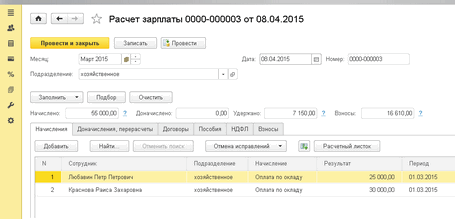 Расчет зарплаты 0000-000003 от 08.04.2015
Провести и закрыть Записать Провести
Месяц: Март 2015 Дата: 08.04.2015 Номер: 0000-000003
Подразделение: хозяйственное
Заполнить Подбор Очистить
Начислено: 55 000,00 ? Доначислено: 0,00 Удержано: 7 150,00 ? Взносы: 16 610,00 ?
Начисления Доначисления, перерасчеты Договоры Пособия НДФЛ Взносы
Добавить Найти... Отменить поиск Отмена исправлений Расчетный листок
N Сотрудник Подразделение Начисление Результат Период
1 Любавин Петр Петрович хозяйственное Оплата по окладу 25 000,00 01.03.2015
2 Краснова Раиса Захаровна хозяйственное Оплата по окладу 30 000,00 01.03.2015